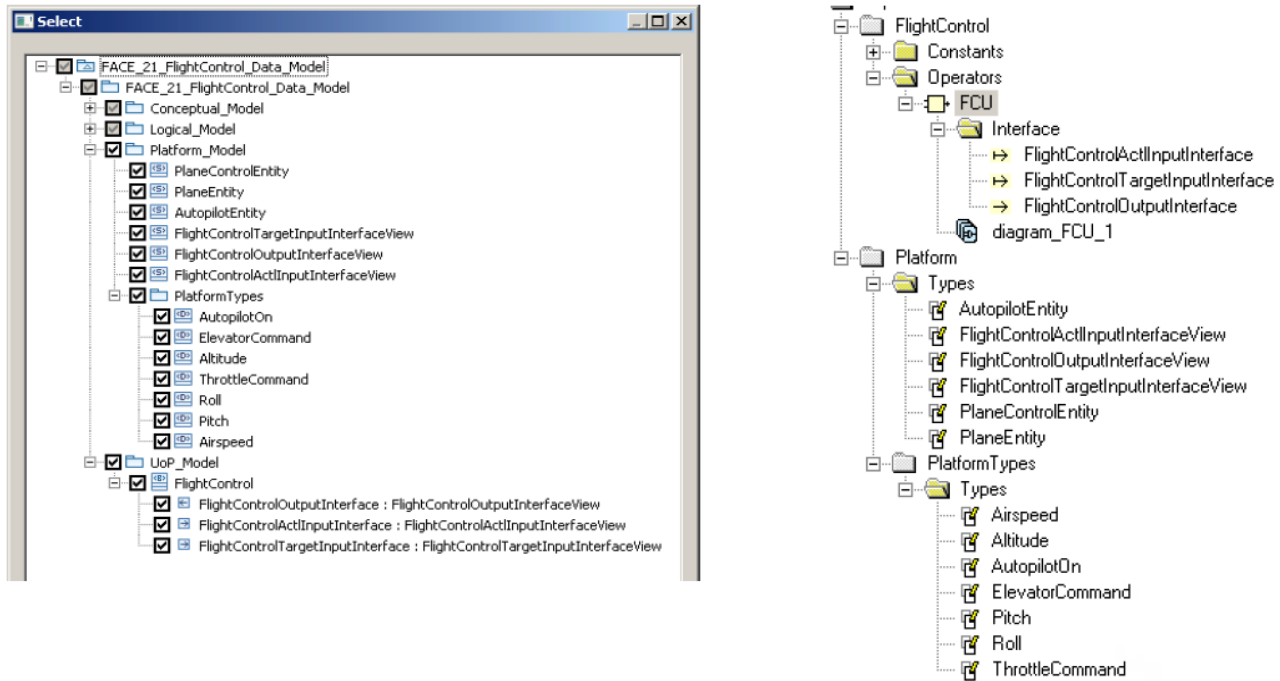 Select
FACE_21_FlightControl_Data_Model
FACE_21_FlightControl_Data_Model
Conceptual_Model
Logical_Model
Platform_Model
PlaneControlEntity
PlaneEntity
AutopilotEntity
FlightControlTargetInputInterfaceView
FlightControlOutputInterfaceView
FlightControlActlInputInterfaceView
PlatformTypes
AutopilotOn
ElevatorCommand
Altitude
ThrottleCommand
Roll
Pitch
Airspeed
UoP_Model
FlightControl
FlightControlOutputInterface : FlightControlOutputInterfaceView
FlightControlActlInputInterface : FlightControlActlInputInterfaceView
FlightControlTargetInputInterface : FlightControlTargetInputInterfaceView
FlightControl
Constants
Operators
FCU
Interface
FlightControlActlInputInterface
FlightControlTargetInputInterface
FlightControlOutputInterface
diagram_FCU_1
Platform
Types
AutopilotEntity
FlightControlActlInputInterfaceView
FlightControlOutputInterfaceView
FlightControlTargetInputInterfaceView
PlaneControlEntity
PlaneEntity
PlatformTypes
Types
Airspeed
Altitude
AutopilotOn
ElevatorCommand
Pitch
Roll
ThrottleCommand